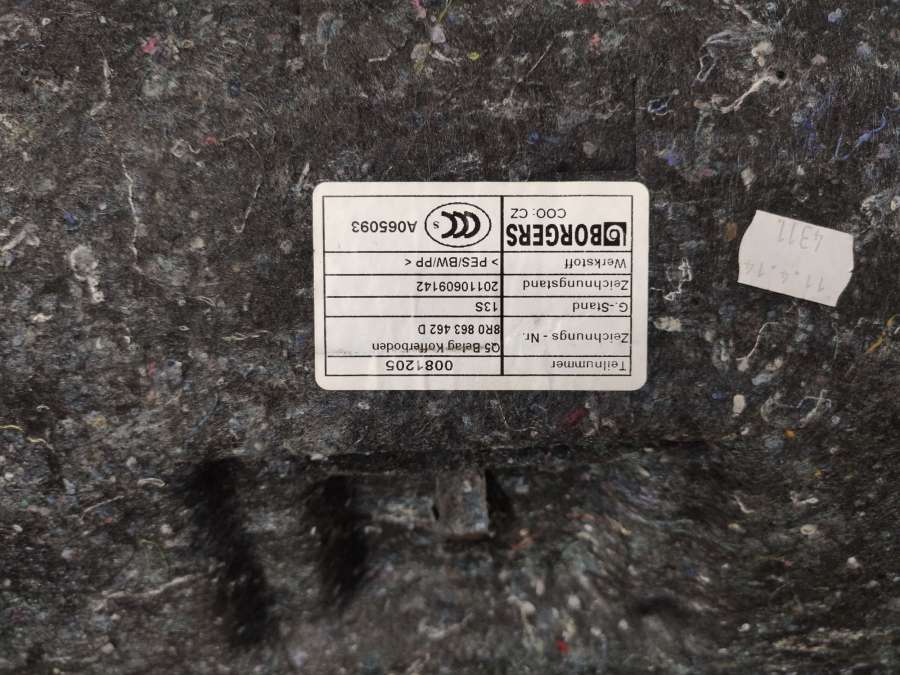 Teilnummer 0081205
Zeichnungs - Nr. Q5 Belag Kofferboden
8R0 863 462 D
G.-Stand 13S
Zeichnungstand 20110609142
Werkstoff > PES/BW/PP <
BORGERS
COO: CZ
CCC S A065093
11.4.14
4311